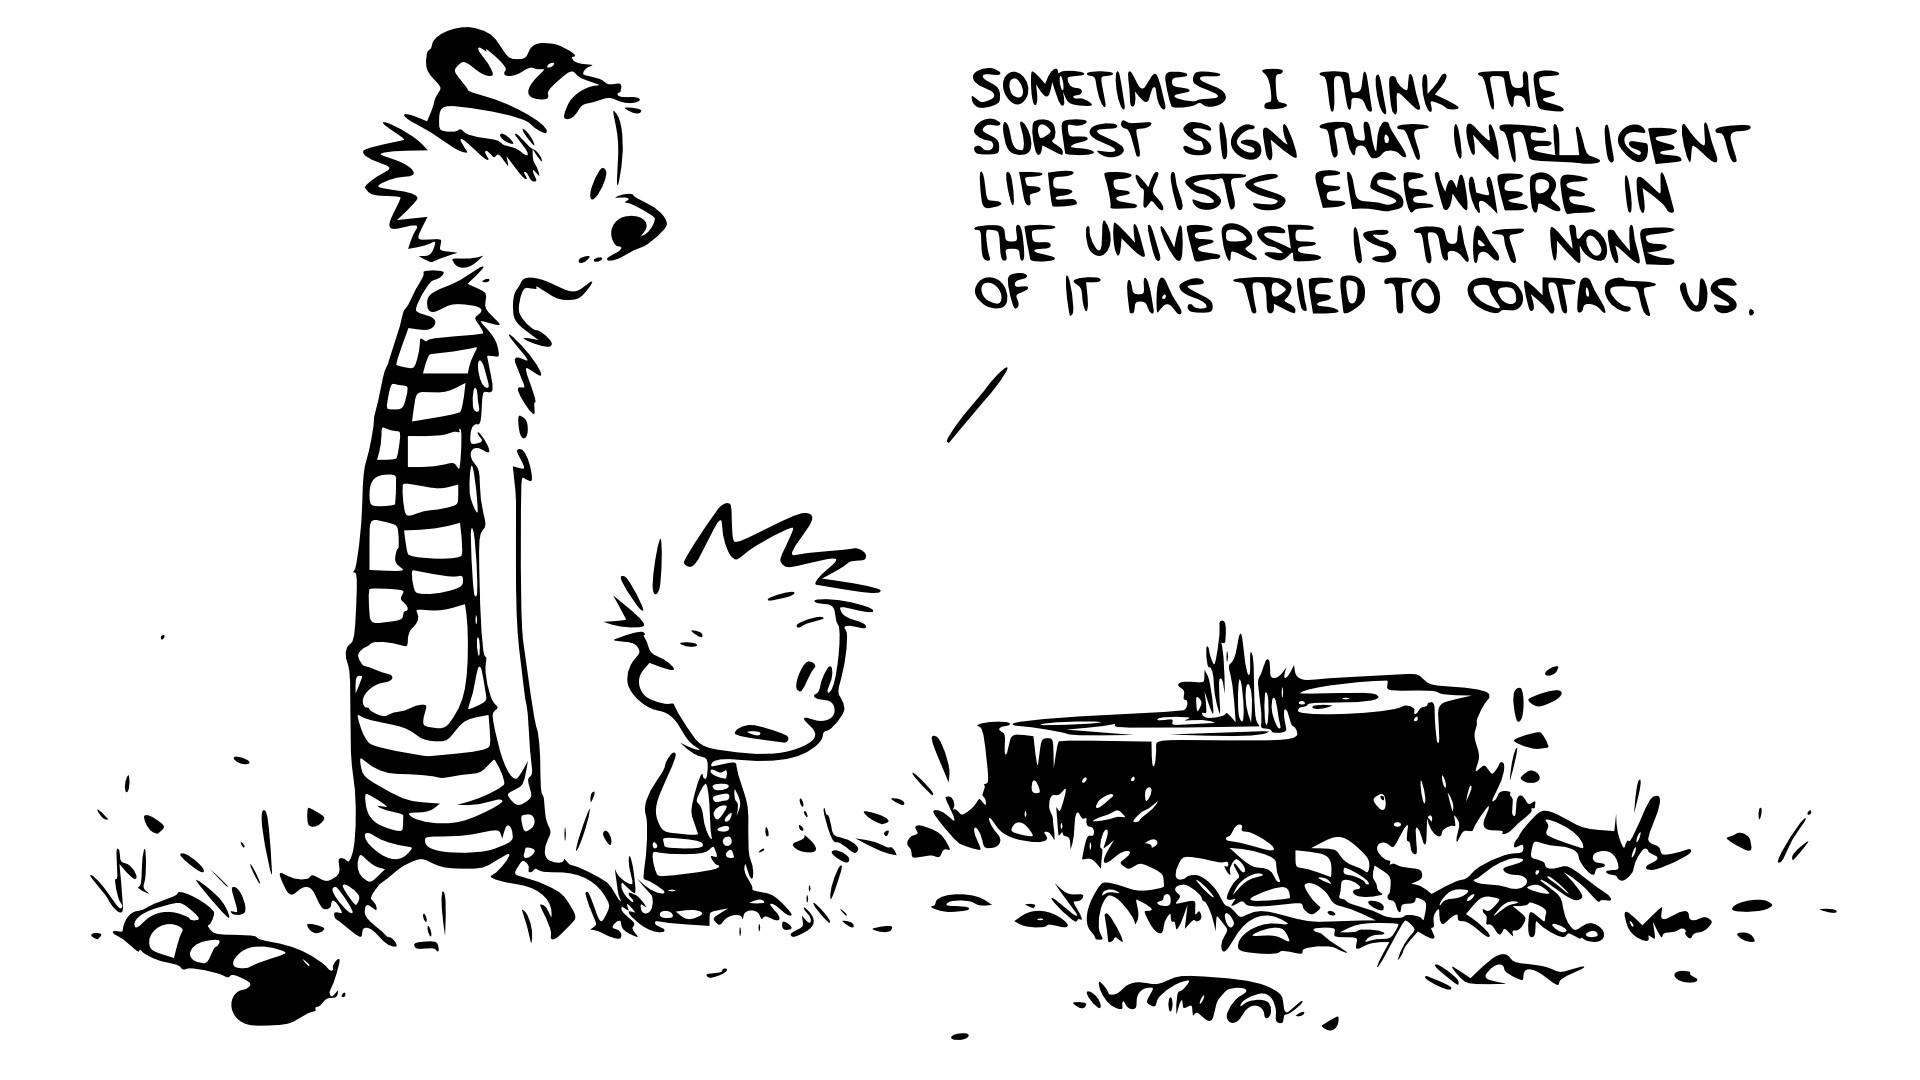 SOMETIMES I THINK THE
SUREST SIGN THAT INTELLIGENT
LIFE EXISTS ELSEWHERE IN
THE UNIVERSE IS THAT NONE
OF IT HAS TRIED TO CONTACT US.